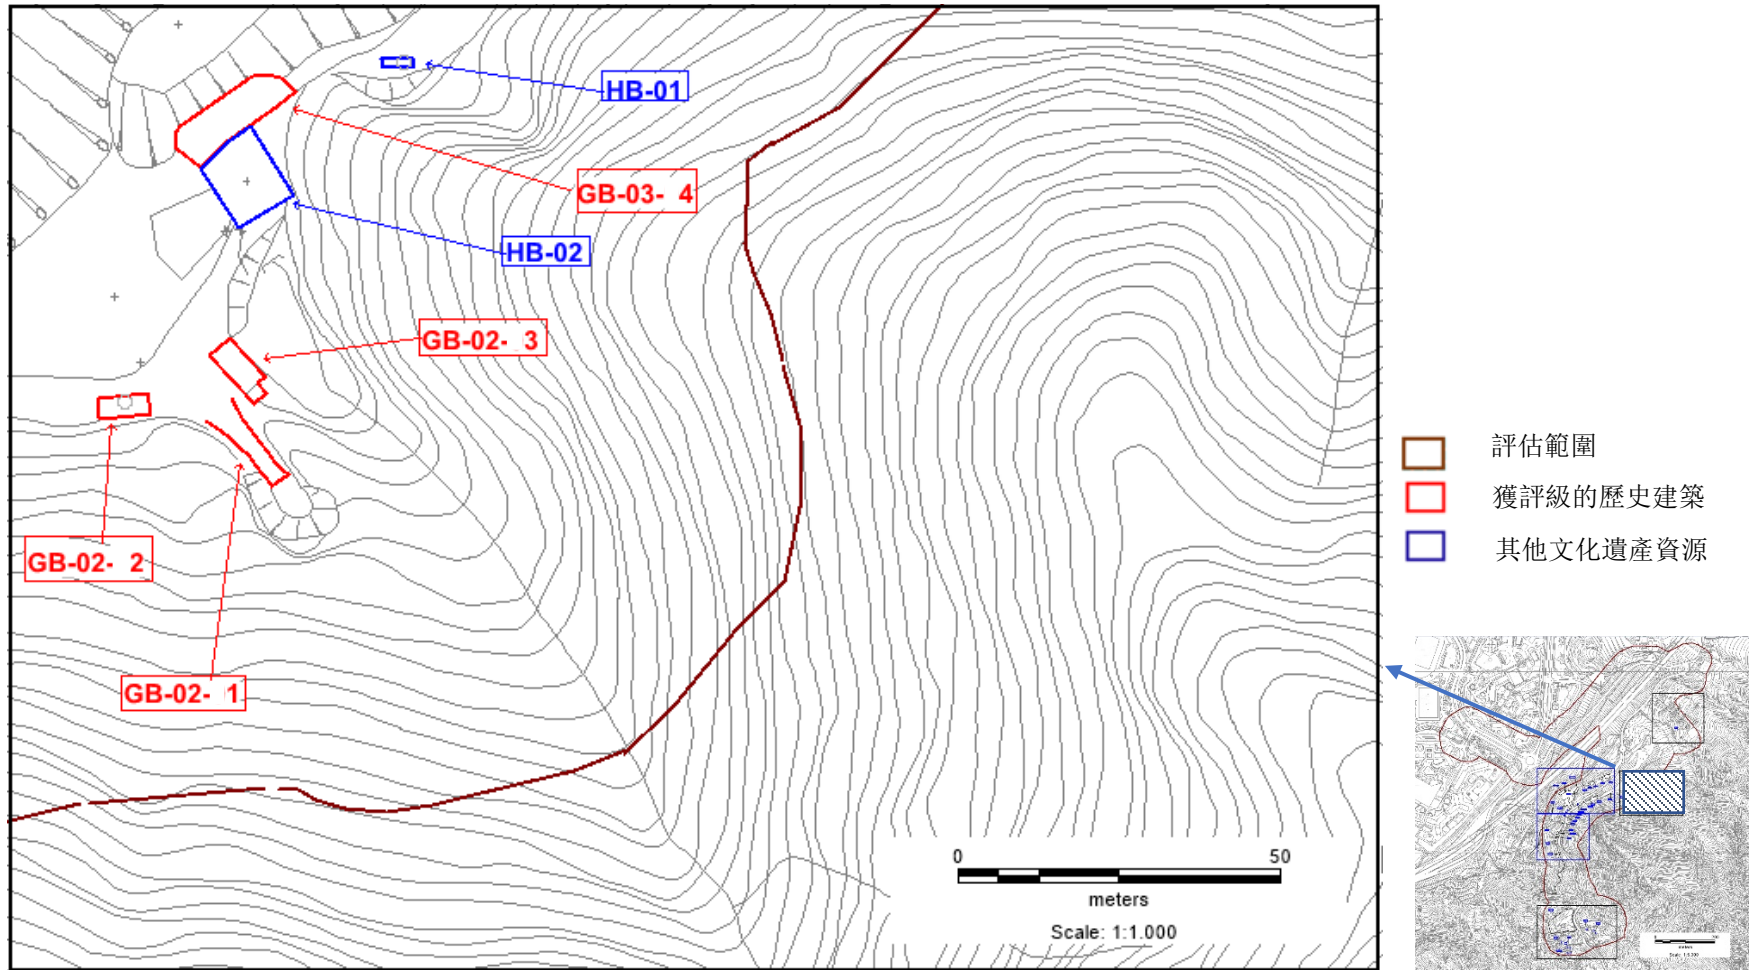 HB-01
GB-03- 4
HB-02
GB-02- 3
GB-02- 2
GB-02- 1
0 50
meters
Scale: 1:1.000
評估範圍
獲評級的歷史建築
其他文化遺產資源